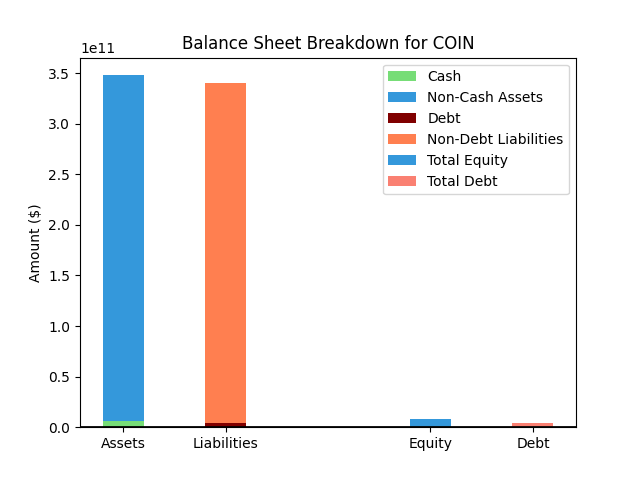 Balance Sheet Breakdown for COIN
1e11
3.5
3.0
2.5
2.0
1.5
1.0
0.5
0.0
Amount ($)
Cash
Non-Cash Assets
Debt
Non-Debt Liabilities
Total Equity
Total Debt
Assets
Liabilities
Equity
Debt